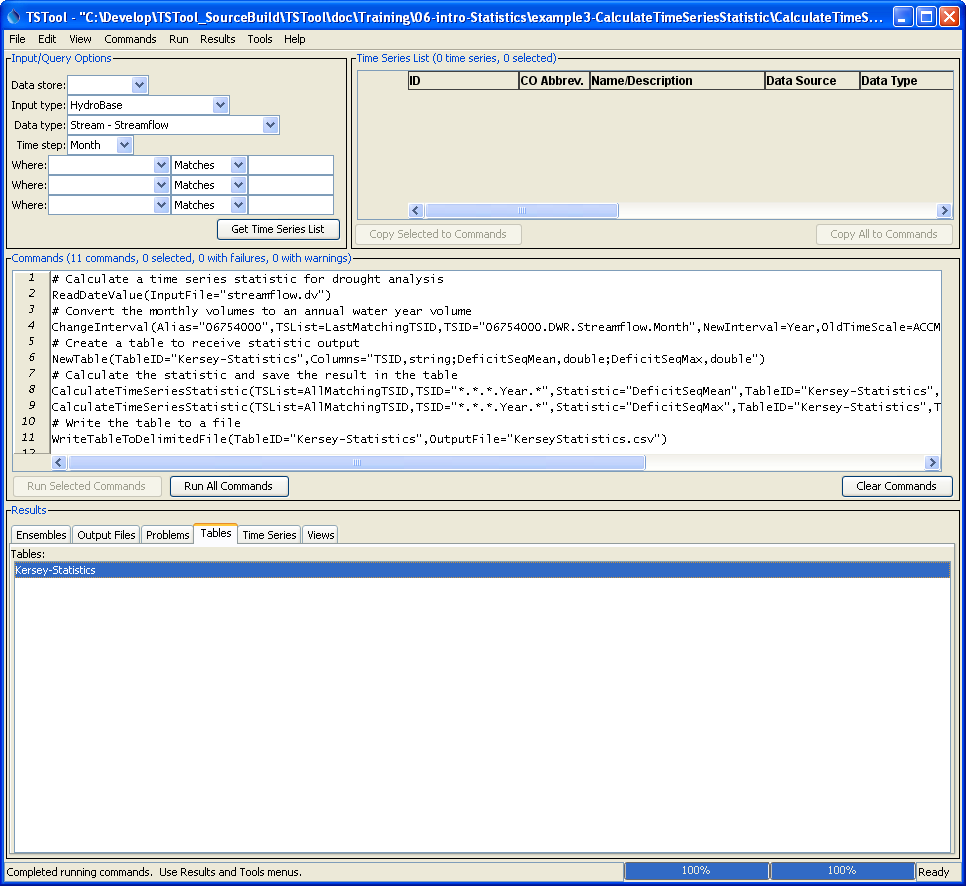 TSTool - "C:\Develop\TSTool_SourceBuild\TSTool\doc\Training\06-intro-Statistics\example3-CalculateTimeSeriesStatistic\CalculateTimeS...
File Edit View Commands Run Results Tools Help
Input/Query Options
Data store:
Input type: HydroBase
Data type: Stream - Streamflow
Time step: Month
Where: Matches
Where: Matches
Where: Matches
Get Time Series List
Time Series List (0 time series, 0 selected)
ID CO Abbrev. Name/Description Data Source Data Type
Copy Selected to Commands Copy All to Commands
Commands (11 commands, 0 selected, 0 with failures, 0 with warnings)
1 # Calculate a time series statistic for drought analysis
2 ReadDateValue(InputFile="streamflow.dv")
3 # Convert the monthly volumes to an annual water year volume
4 ChangeInterval(Alias="06754000",TSList=LastMatchingTSID,TSID="06754000.DWR.Streamflow.Month",NewInterval=Year,OldTimeScale=ACCM
5 # Create a table to receive statistic output
6 NewTable(TableID="Kersey-Statistics",Columns="TSID,string;DeficitSeqMean,double;DeficitSeqMax,double")
7 # Calculate the statistic and save the result in the table
8 CalculateTimeSeriesStatistic(TSList=AllMatchingTSID,TSID="*.*.*.Year.*",Statistic="DeficitSeqMean",TableID="Kersey-Statistics",
9 CalculateTimeSeriesStatistic(TSList=AllMatchingTSID,TSID="*.*.*.Year.*",Statistic="DeficitSeqMax",TableID="Kersey-Statistics",T
10 # Write the table to a file
11 WriteTableToDelimitedFile(TableID="Kersey-Statistics",OutputFile="KerseyStatistics.csv")
12
Run Selected Commands Run All Commands Clear Commands
Results
Ensembles Output Files Problems Tables Time Series Views
Tables:
Kersey-Statistics
Completed running commands. Use Results and Tools menus. 100% 100% Ready